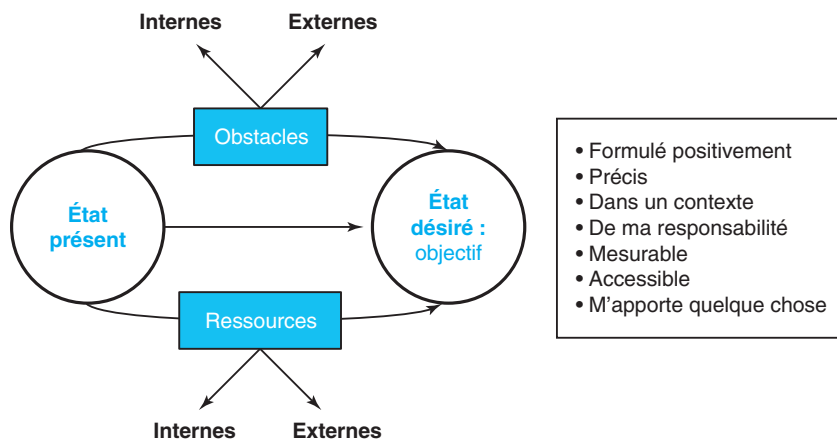 Internes
Externes
Obstacles
État
présent
État
désiré :
objectif
Ressources
Internes
Externes
• Formulé positivement
• Précis
• Dans un contexte
• De ma responsabilité
• Mesurable
• Accessible
• M’apporte quelque chose